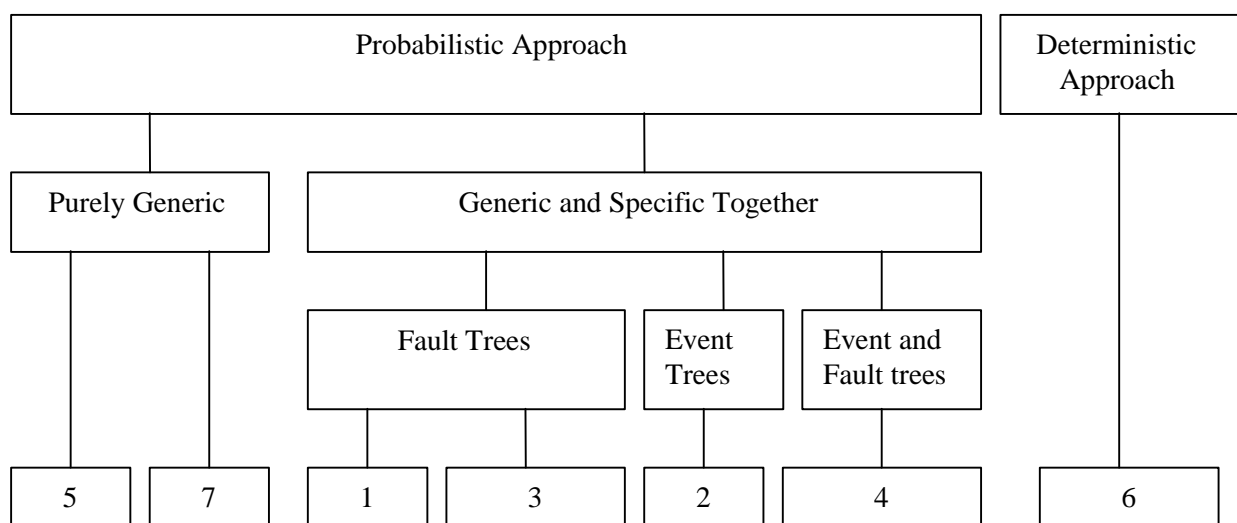 Probabilistic Approach
Deterministic
Approach
Purely Generic
Generic and Specific Together
Fault Trees
Event
Trees
Event and
Fault trees
5
7
1
3
2
4
6